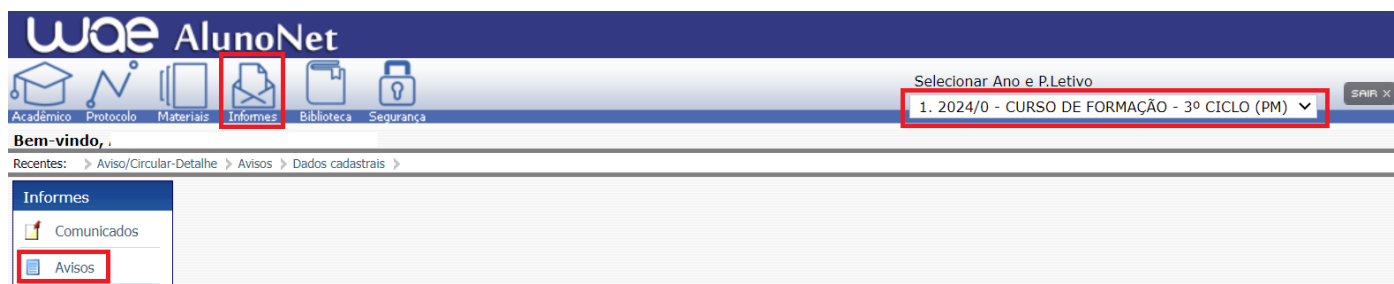 wae AlunoNet
Selecionar Ano e P.Letivo
1. 2024/0 - CURSO DE FORMAÇÃO - 3º CICLO (PM)
SAIR X
Acadêmico Protocolo Materiais Informes Biblioteca Segurança
Bem-vindo,
Recentes: Aviso/Circular-Detalhe Avisos Dados cadastrais
Informes
Comunicados
Avisos